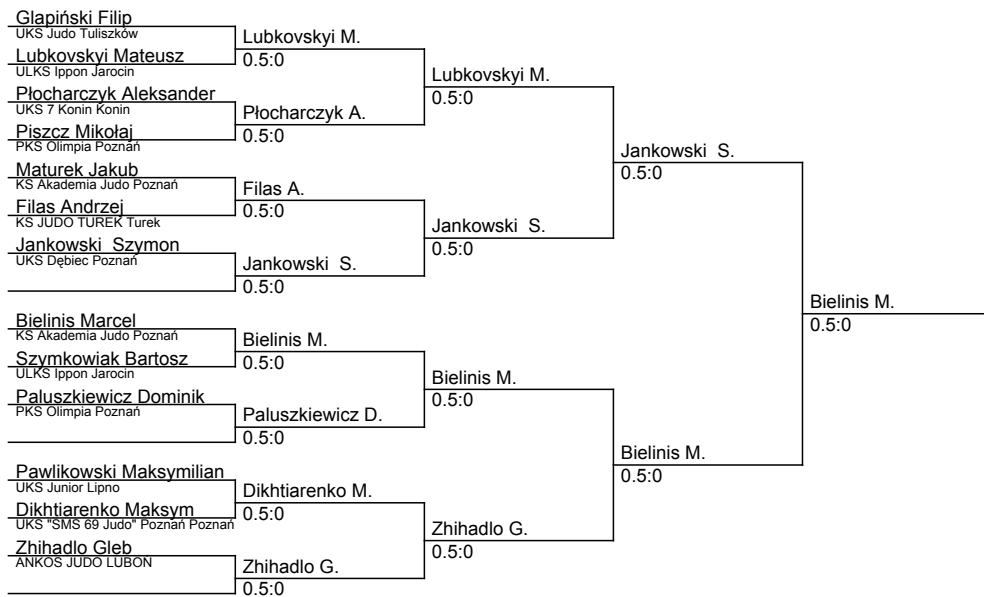 Glapiński Filip
UKS Judo Tuliszków
Lubkovskyi Mateusz
ULKS Ippon Jarocin
Płocharczyk Aleksander
UKS 7 Konin Konin
Piszcz Mikołaj
PKS Olimpia Poznań
Maturek Jakub
KS Akademia Judo Poznań
Filas Andrzej
KS JUDO TUREK Turek
Jankowski  Szymon
UKS Dębiec Poznań
Bielinis Marcel
KS Akademia Judo Poznań
Szymkowiak Bartosz
ULKS Ippon Jarocin
Paluszkiewicz Dominik
PKS Olimpia Poznań
Pawlikowski Maksymilian
UKS Junior Lipno
Dikhtiarenko Maksym
UKS "SMS 69 Judo" Poznań Poznań
Zhihadlo Gleb
ANKOS JUDO LUBOŃ
Lubkovskyi M.
0.5:0
Płocharczyk A.
0.5:0
Filas A.
0.5:0
Jankowski  S.
0.5:0
Bielinis M.
0.5:0
Paluszkiewicz D.
0.5:0
Dikhtiarenko M.
0.5:0
Zhihadlo G.
0.5:0
Lubkovskyi M.
0.5:0
Jankowski  S.
0.5:0
Bielinis M.
0.5:0
Zhihadlo G.
0.5:0
Jankowski  S.
0.5:0
Bielinis M.
0.5:0
Bielinis M.
0.5:0